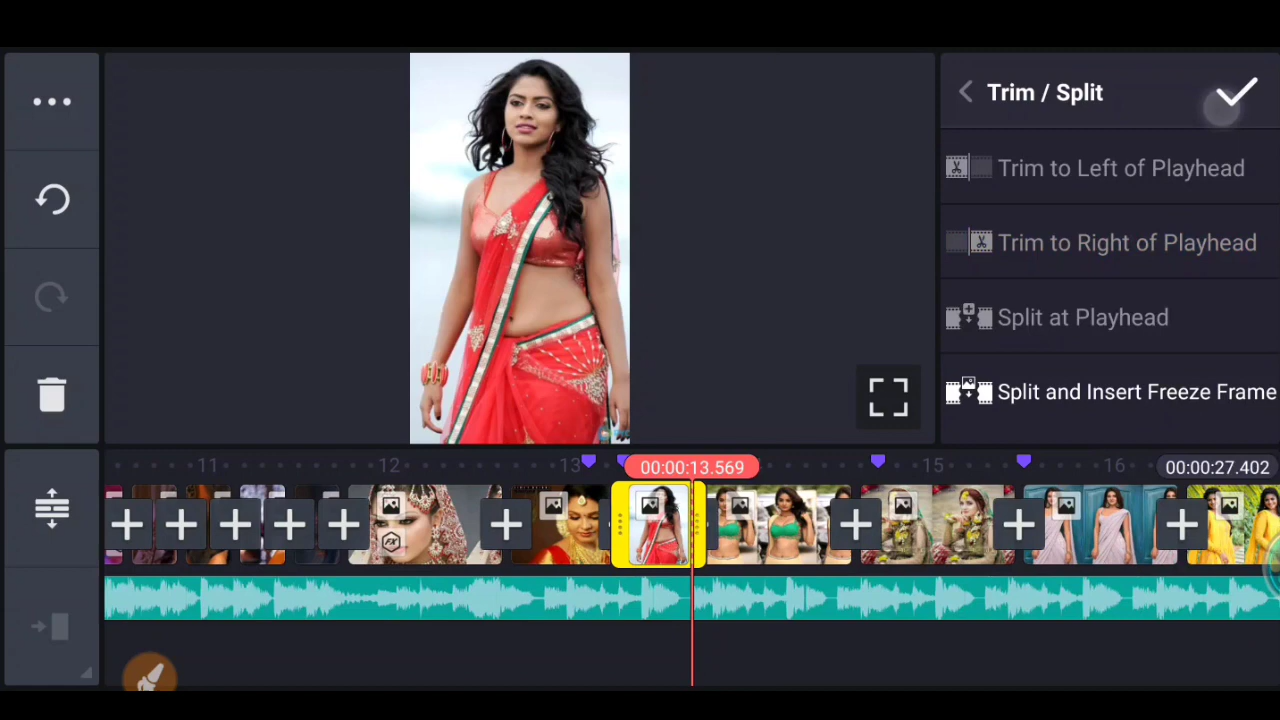 Trim / Split
Trim to Left of Playhead
Trim to Right of Playhead
Split at Playhead
Split and Insert Freeze Frame
11
12
13
00:00:13.569
15
16
00:00:27.402